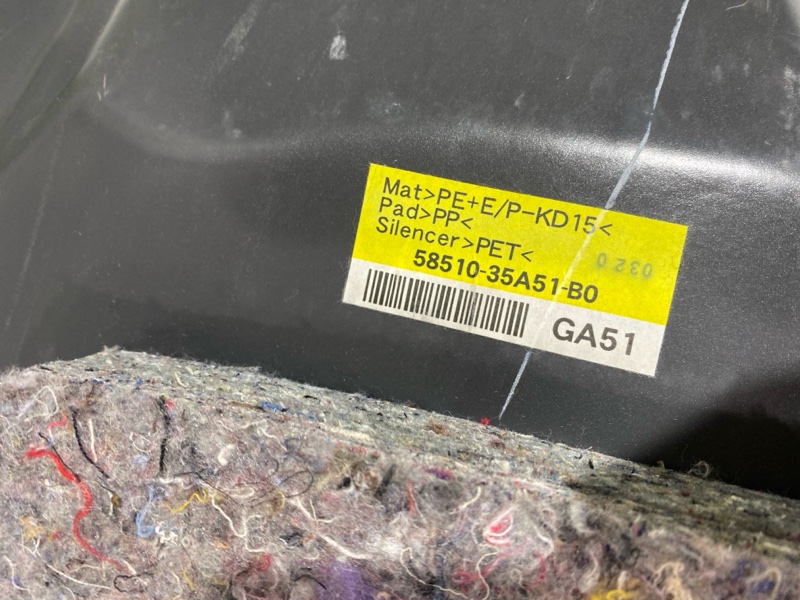 Mat>PE+E/P-KD15<
Pad>PP<
Silencer>PET<
0320
58510-35A51-B0
GA51